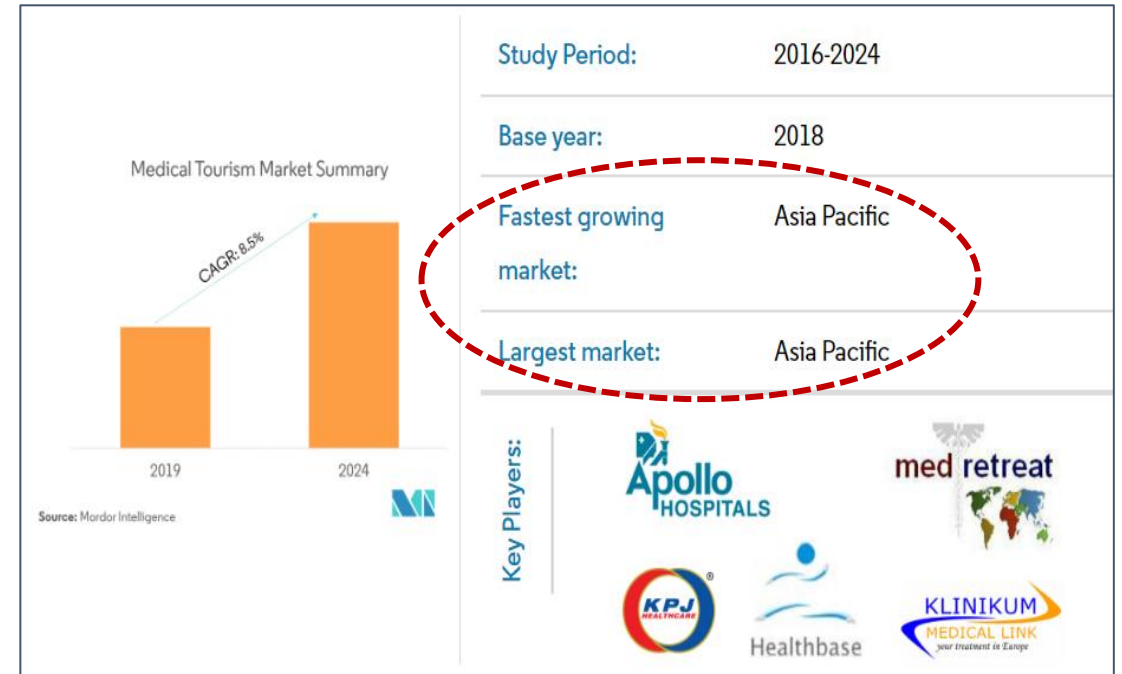 Medical Tourism Market Summary
CAGR: 8.5%
2019
2024
Source: Mordor Intelligence
Study Period: 2016-2024
Base year: 2018
Fastest growing Asia Pacific
market:
Largest market: Asia Pacific
Key Players:
Apollo
HOSPITALS
med retreat
KPJ
HEALTHCARE
®
Healthbase
KLINIKUM
MEDICAL LINK
your treatment in Europe